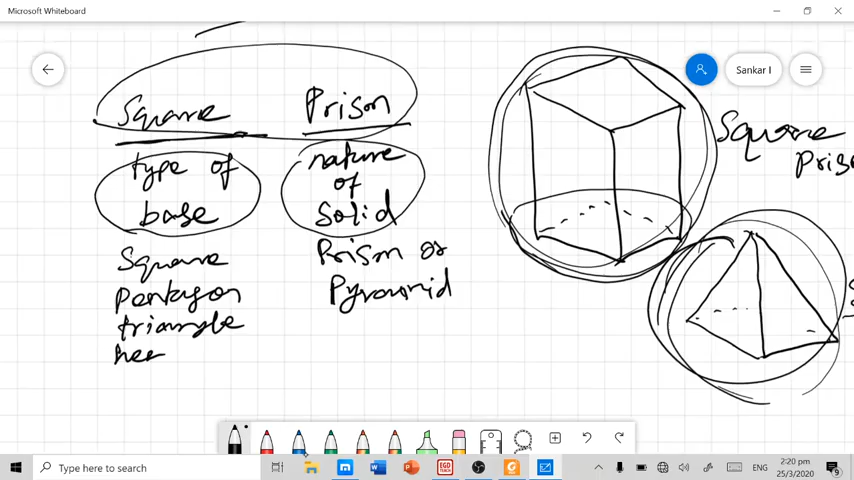 Microsoft Whiteboard
Sankar I
Square Prism
type of
base
nature
of
Solid
Square
Pentagon
triangle
hex
Prism or
Pyramid
Square
Type here to search
ENG
2:20 pm
25/3/2020